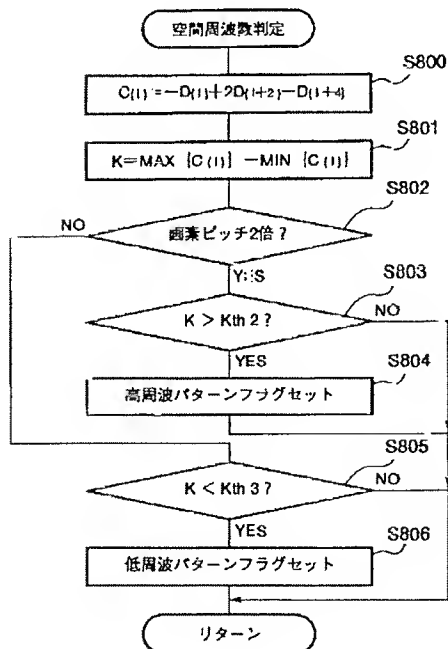 空間周波数判定
S800
C(I) =−D(I)+2D(I+2)−D(I+4)
S801
K=MAX {C(I)} −MIN {C(I)}
S802
NO
画素ピッチ2倍?
YES
S803
NO
K > Kth 2?
YES
S804
高周波パターンフラグセット
S805
NO
K < Kth 3?
YES
S806
低周波パターンフラグセット
リターン